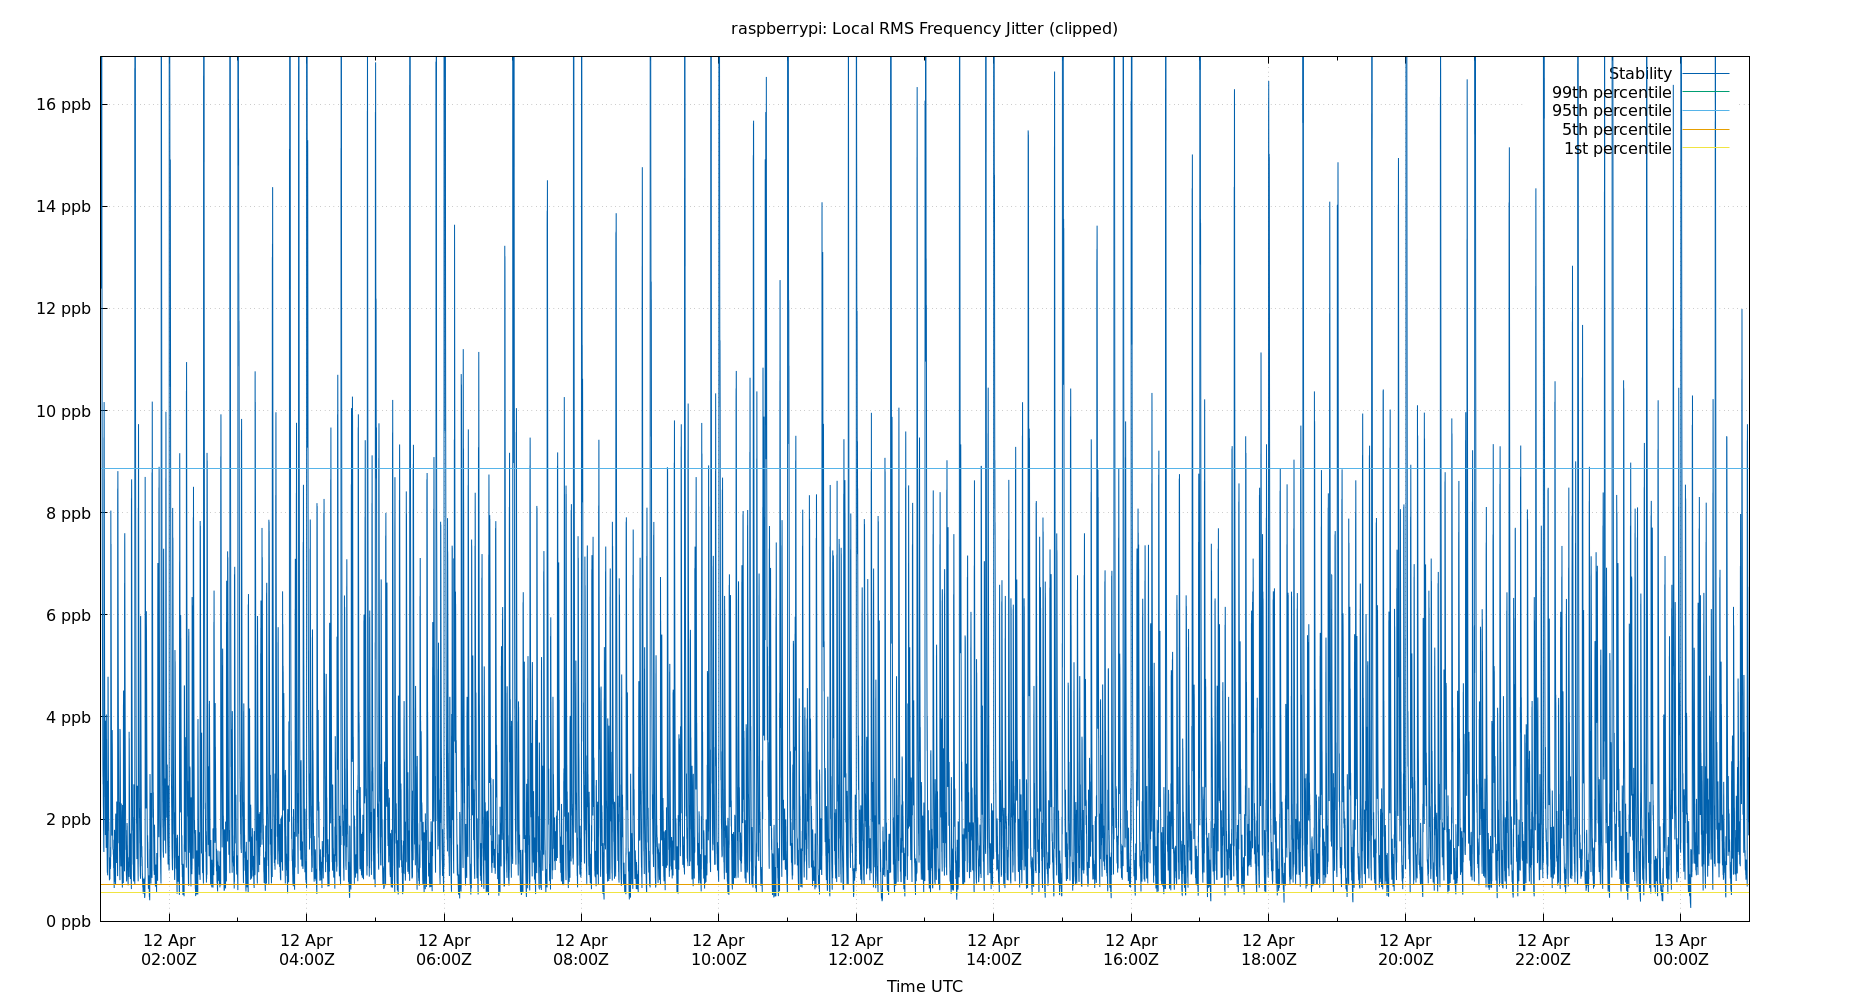 raspberrypi: Local RMS Frequency Jitter (clipped)
Stability
99th percentile
95th percentile
5th percentile
1st percentile
16 ppb
14 ppb
12 ppb
10 ppb
8 ppb
6 ppb
4 ppb
2 ppb
0 ppb
12 Apr 12 Apr 12 Apr 12 Apr 12 Apr 12 Apr 12 Apr 12 Apr 12 Apr 12 Apr 12 Apr 13 Apr
02:00Z 04:00Z 06:00Z 08:00Z 10:00Z 12:00Z 14:00Z 16:00Z 18:00Z 20:00Z 22:00Z 00:00Z
Time UTC